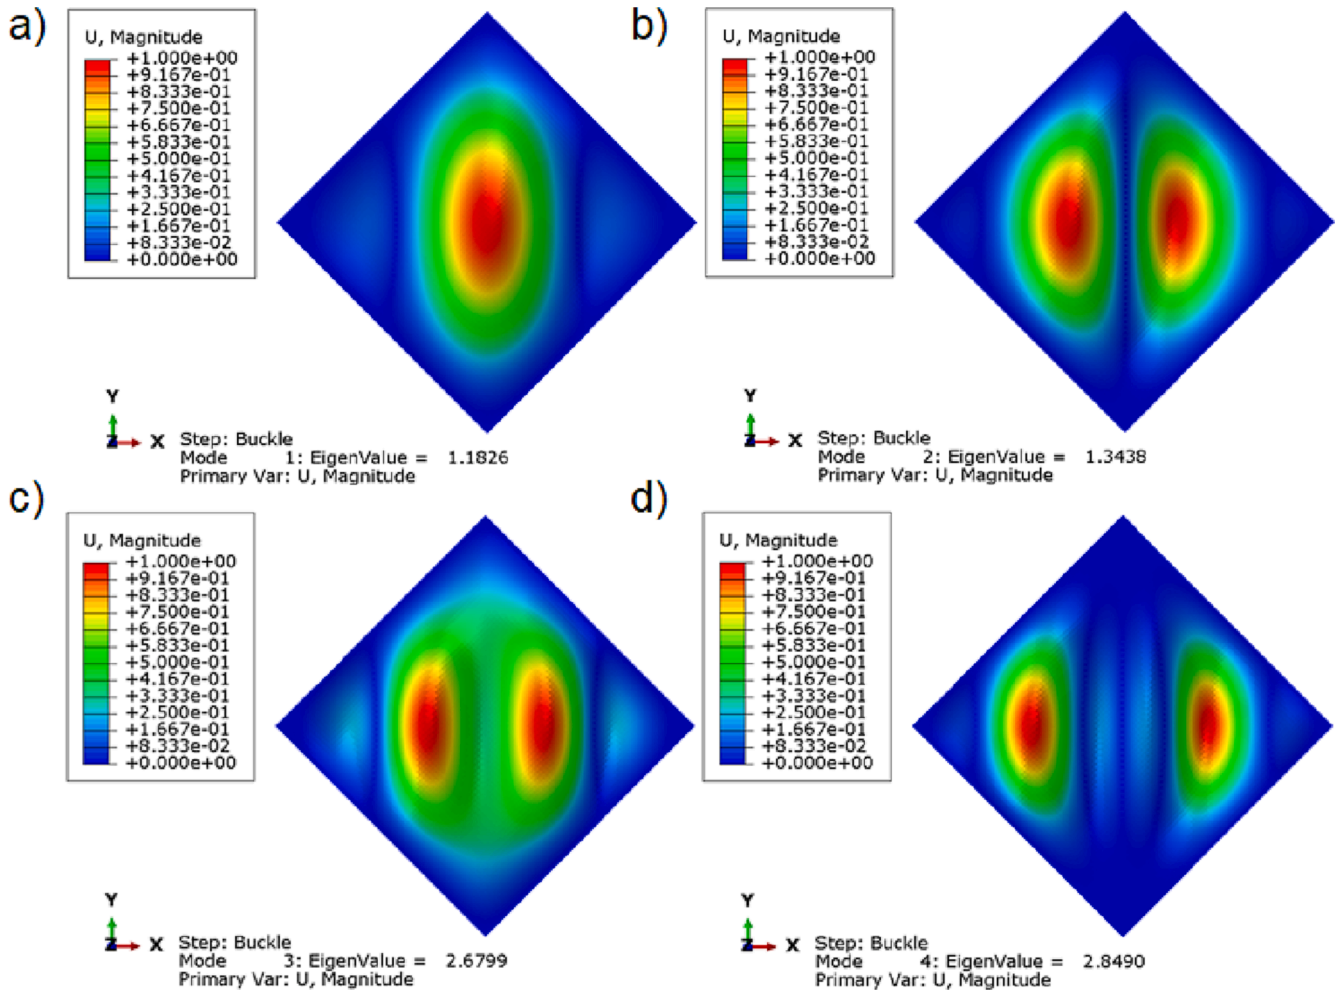 a)
U, Magnitude
+1.000e+00
+9.167e-01
+8.333e-01
+7.500e-01
+6.667e-01
+5.833e-01
+5.000e-01
+4.167e-01
+3.333e-01
+2.500e-01
+1.667e-01
+8.333e-02
+0.000e+00
Y
Z X
Step: Buckle
Mode 1: EigenValue = 1.1826
Primary Var: U, Magnitude
b)
U, Magnitude
+1.000e+00
+9.167e-01
+8.333e-01
+7.500e-01
+6.667e-01
+5.833e-01
+5.000e-01
+4.167e-01
+3.333e-01
+2.500e-01
+1.667e-01
+8.333e-02
+0.000e+00
Y
Z X
Step: Buckle
Mode 2: EigenValue = 1.3438
Primary Var: U, Magnitude
c)
U, Magnitude
+1.000e+00
+9.167e-01
+8.333e-01
+7.500e-01
+6.667e-01
+5.833e-01
+5.000e-01
+4.167e-01
+3.333e-01
+2.500e-01
+1.667e-01
+8.333e-02
+0.000e+00
Y
Z X
Step: Buckle
Mode 3: EigenValue = 2.6799
Primary Var: U, Magnitude
d)
U, Magnitude
+1.000e+00
+9.167e-01
+8.333e-01
+7.500e-01
+6.667e-01
+5.833e-01
+5.000e-01
+4.167e-01
+3.333e-01
+2.500e-01
+1.667e-01
+8.333e-02
+0.000e+00
Y
Z X
Step: Buckle
Mode 4: EigenValue = 2.8490
Primary Var: U, Magnitude